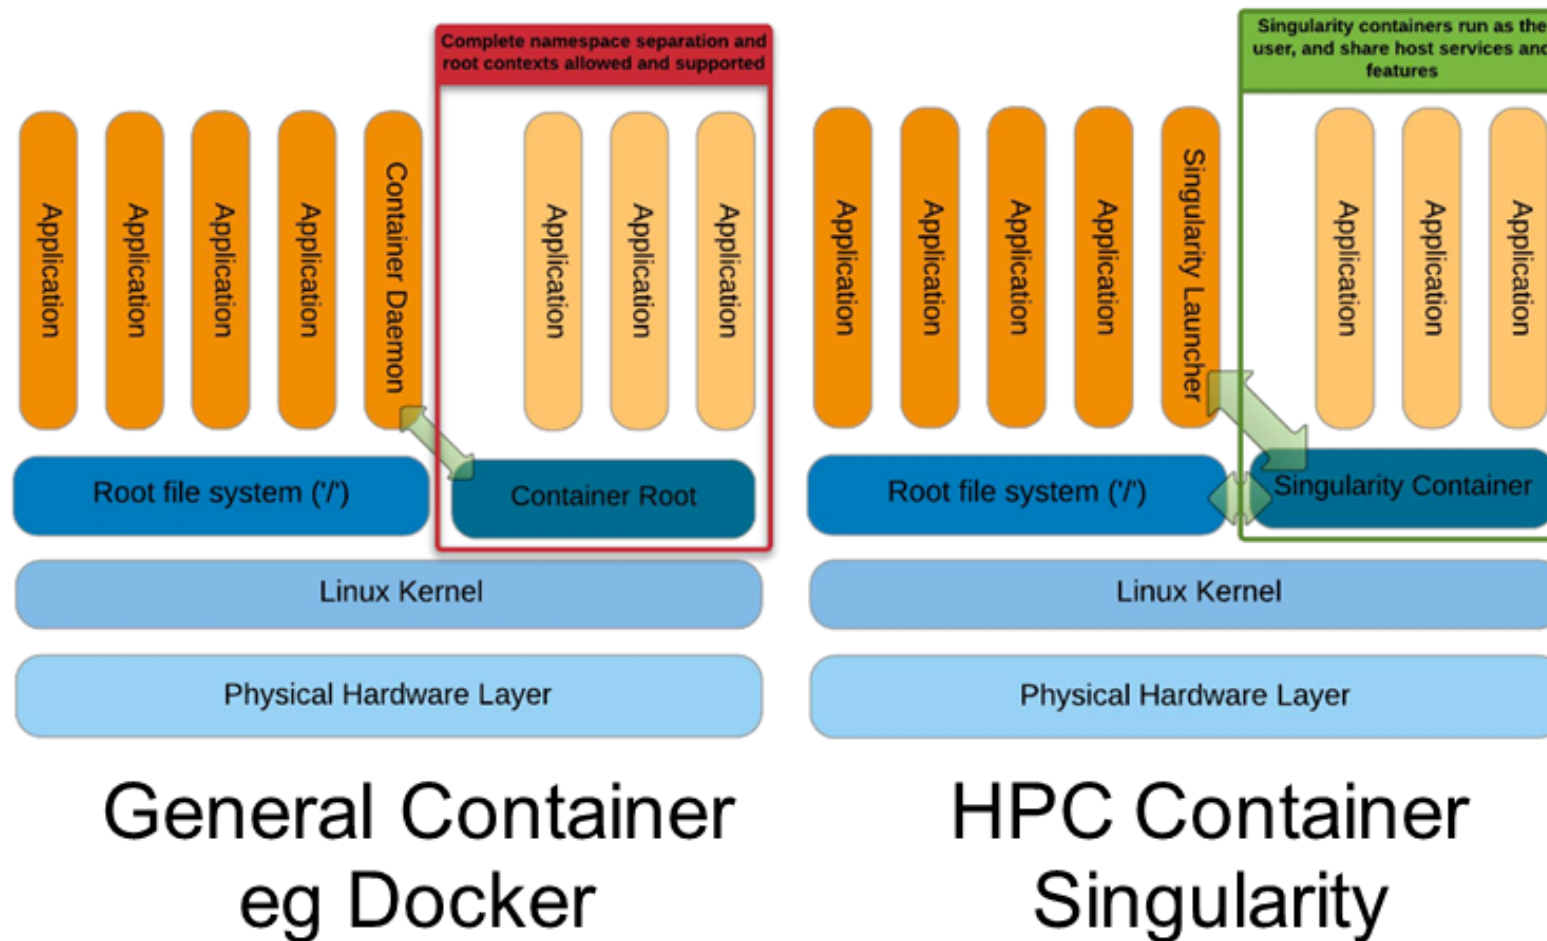 Complete namespace separation and
root contexts allowed and supported
Application
Application
Application
Application
Container Daemon
Application
Application
Application
Root file system ('/')
Container Root
Linux Kernel
Physical Hardware Layer
General Container
eg Docker
Singularity containers run as the
user, and share host services and
features
Application
Application
Application
Application
Singularity Launcher
Application
Application
Application
Root file system ('/')
Singularity Container
Linux Kernel
Physical Hardware Layer
HPC Container
Singularity